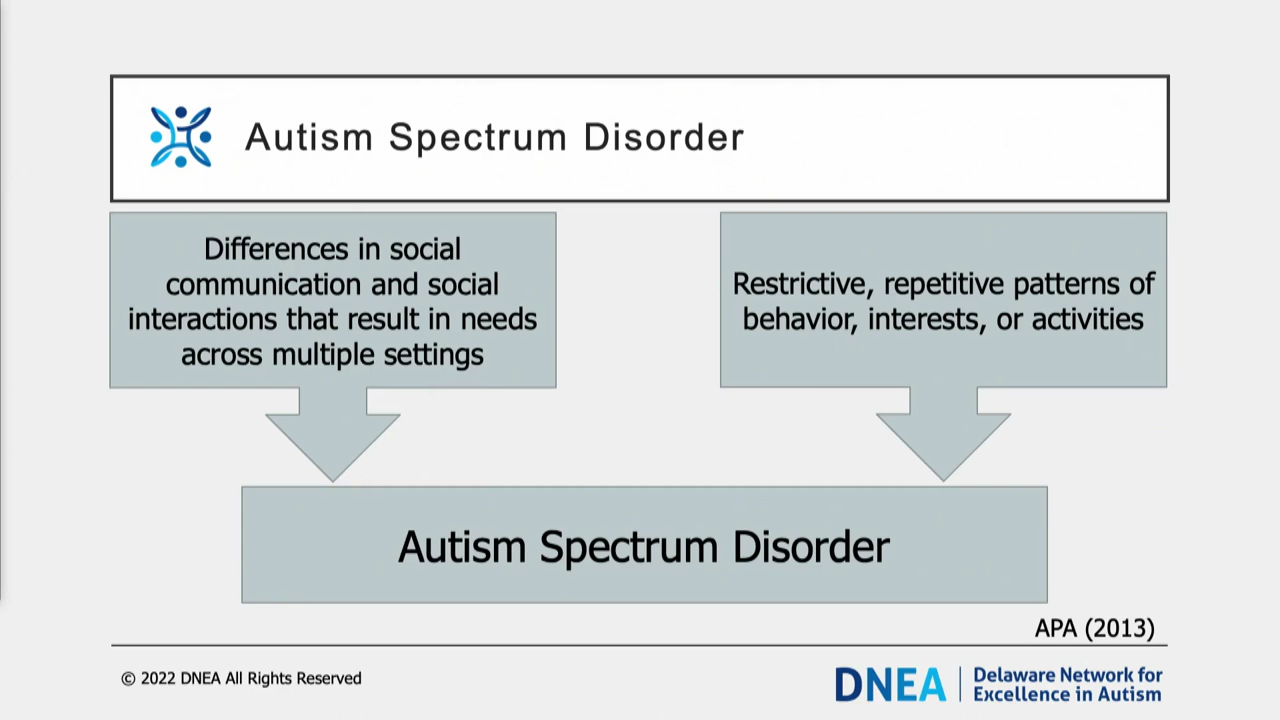 Autism Spectrum Disorder
Differences in social
communication and social
interactions that result in needs
across multiple settings
Restrictive, repetitive patterns of
behavior, interests, or activities
Autism Spectrum Disorder
APA (2013)
© 2022 DNEA All Rights Reserved
DNEA
Delaware Network for
Excellence in Autism